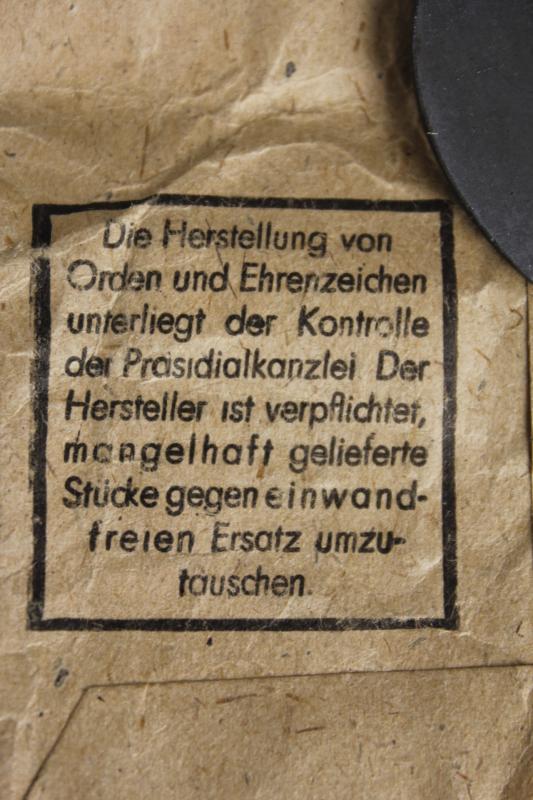 Die Herstellung von
Orden und Ehrenzeichen
unterliegt der Kontrolle
der Präsidialkanzlei Der
Hersteller ist verpflichtet,
mangelhaft gelieferte
Stücke gegen einwand-
freien Ersatz umzu-
tauschen.